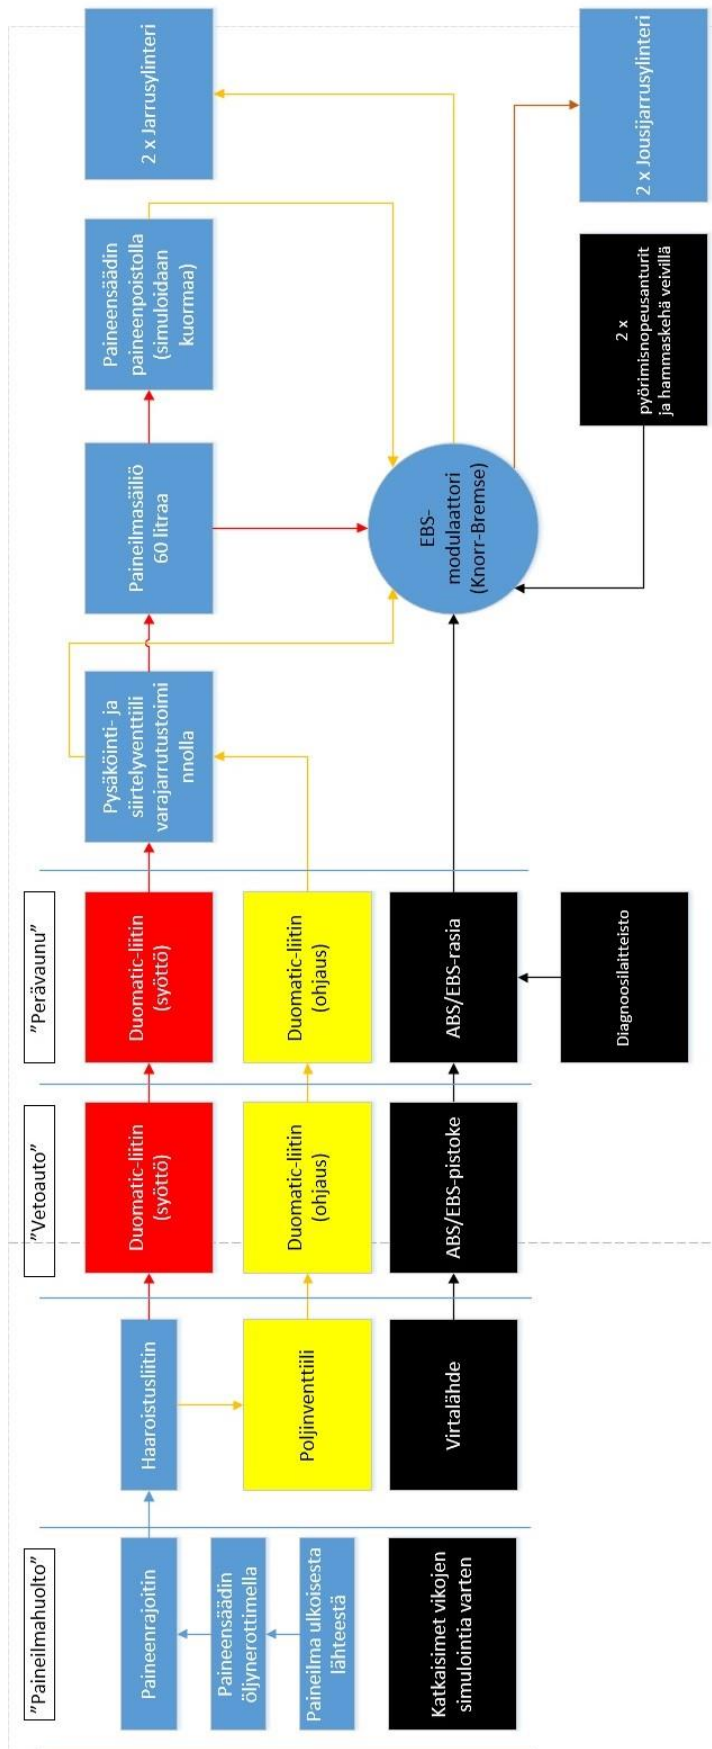 "Paineilmahuolto"
"Vetoauto"
"Perävaunu"
Paineenrajoitin
Paineensäädin
öljynerottimella
Paineilma ulkoisesta
lähteestä
Katkaisimet vikojen
simulointia varten
Haaroistusliitin
Poljinventtiili
Virtalähde
Duomatic-liitin
(syöttö)
Duomatic-liitin
(ohjaus)
ABS/EBS-pistoke
Duomatic-liitin
(syöttö)
Duomatic-liitin
(ohjaus)
ABS/EBS-rasia
Diagnoosilaitteisto
Pysäköinti- ja
siirtelyventtiili
varajarrutustoimi
nnolla
Paineilmasäiliö
60 litraa
Paineensäädin
paineenpoistolla
(simuloidaan
kuormaa)
2 x Jarrusylinteri
EBS-
modulaattori
(Knorr-Bremse)
2 x
pyörimisnopeusanturit
ja hammaskehä veivillä
2 x Jousijarrusylinteri